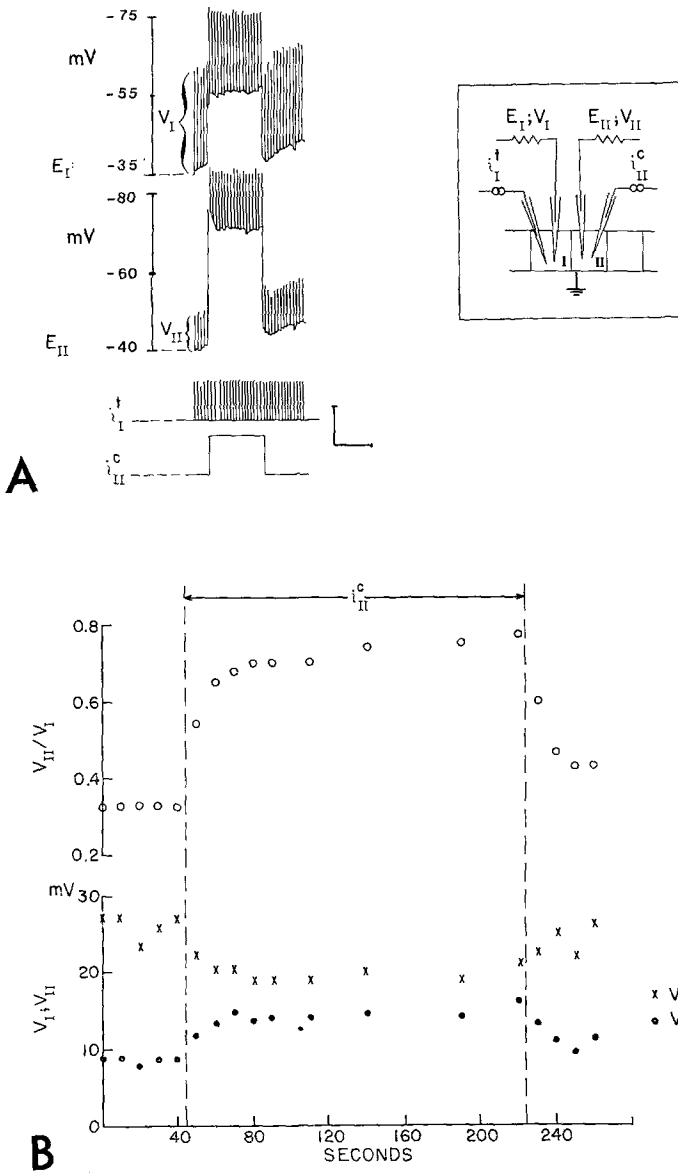 -75
mV
-55
V_I
-35
E_I
-80
mV
-60
V_II
E_II
-40
i_I^t
i_II^c
A
E_I; V_I E_II; V_II
i_I^t i_II^c
I II
i_II^c
0.8
0.6
0.4
0.2
V_II/V_I
mV 30
20
10
0
V_I; V_II
x V
• V
40 80 120 160 200 240
SECONDS
B